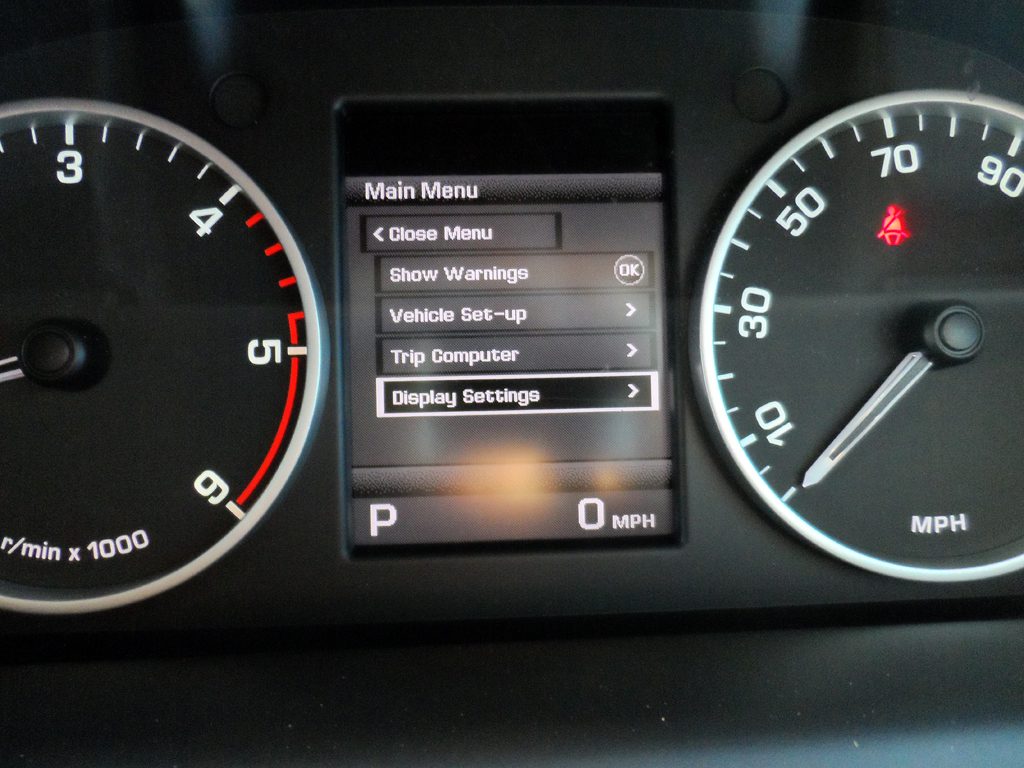 3
4
5
6
r/min x 1000
Main Menu
< Close Menu
Show Warnings OK
Vehicle Set-up >
Trip Computer >
Display Settings >
P 0 MPH
10
30
50
70
90
MPH